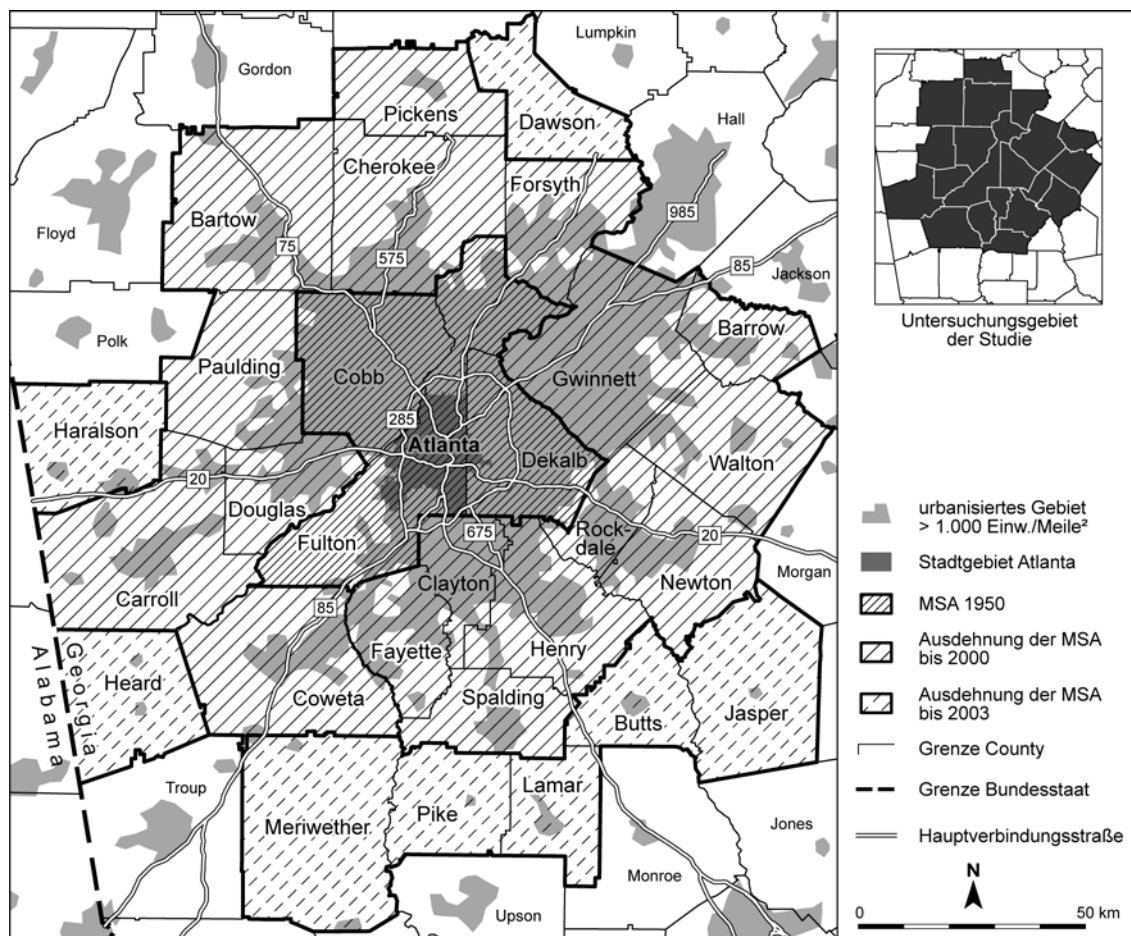 Lumpkin
Gordon
Pickens
Dawson
Hall
Cherokee
Forsyth
Bartow
985
Floyd
75
575
85
Jackson
Barrow
Polk
Paulding
Cobb
Gwinnett
Haralson
285
Atlanta
Dekalb
Walton
20
Douglas
Fulton
675
Rock-
dale
20
Clayton
Newton
Morgan
Carroll
85
Fayette
Henry
Georgia
Alabama
Heard
Coweta
Spalding
Butts
Jasper
Troup
Lamar
Pike
Meriwether
Jones
Monroe
Upson
Untersuchungsgebiet
der Studie
urbanisiertes Gebiet
> 1.000 Einw./Meile²
Stadtgebiet Atlanta
MSA 1950
Ausdehnung der MSA
bis 2000
Ausdehnung der MSA
bis 2003
Grenze County
Grenze Bundesstaat
Hauptverbindungsstraße
N
0 50 km